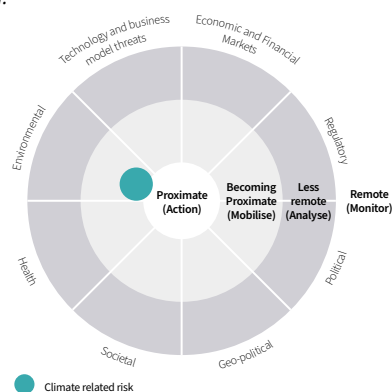 Technology and business
model threats
Economic and Financial
Markets
Environmental
Regulatory
Proximate
(Action)
Becoming
Proximate
(Mobilise)
Less
remote
(Analyse)
Remote
(Monitor)
Health
Political
Societal
Geo-political
Climate related risk